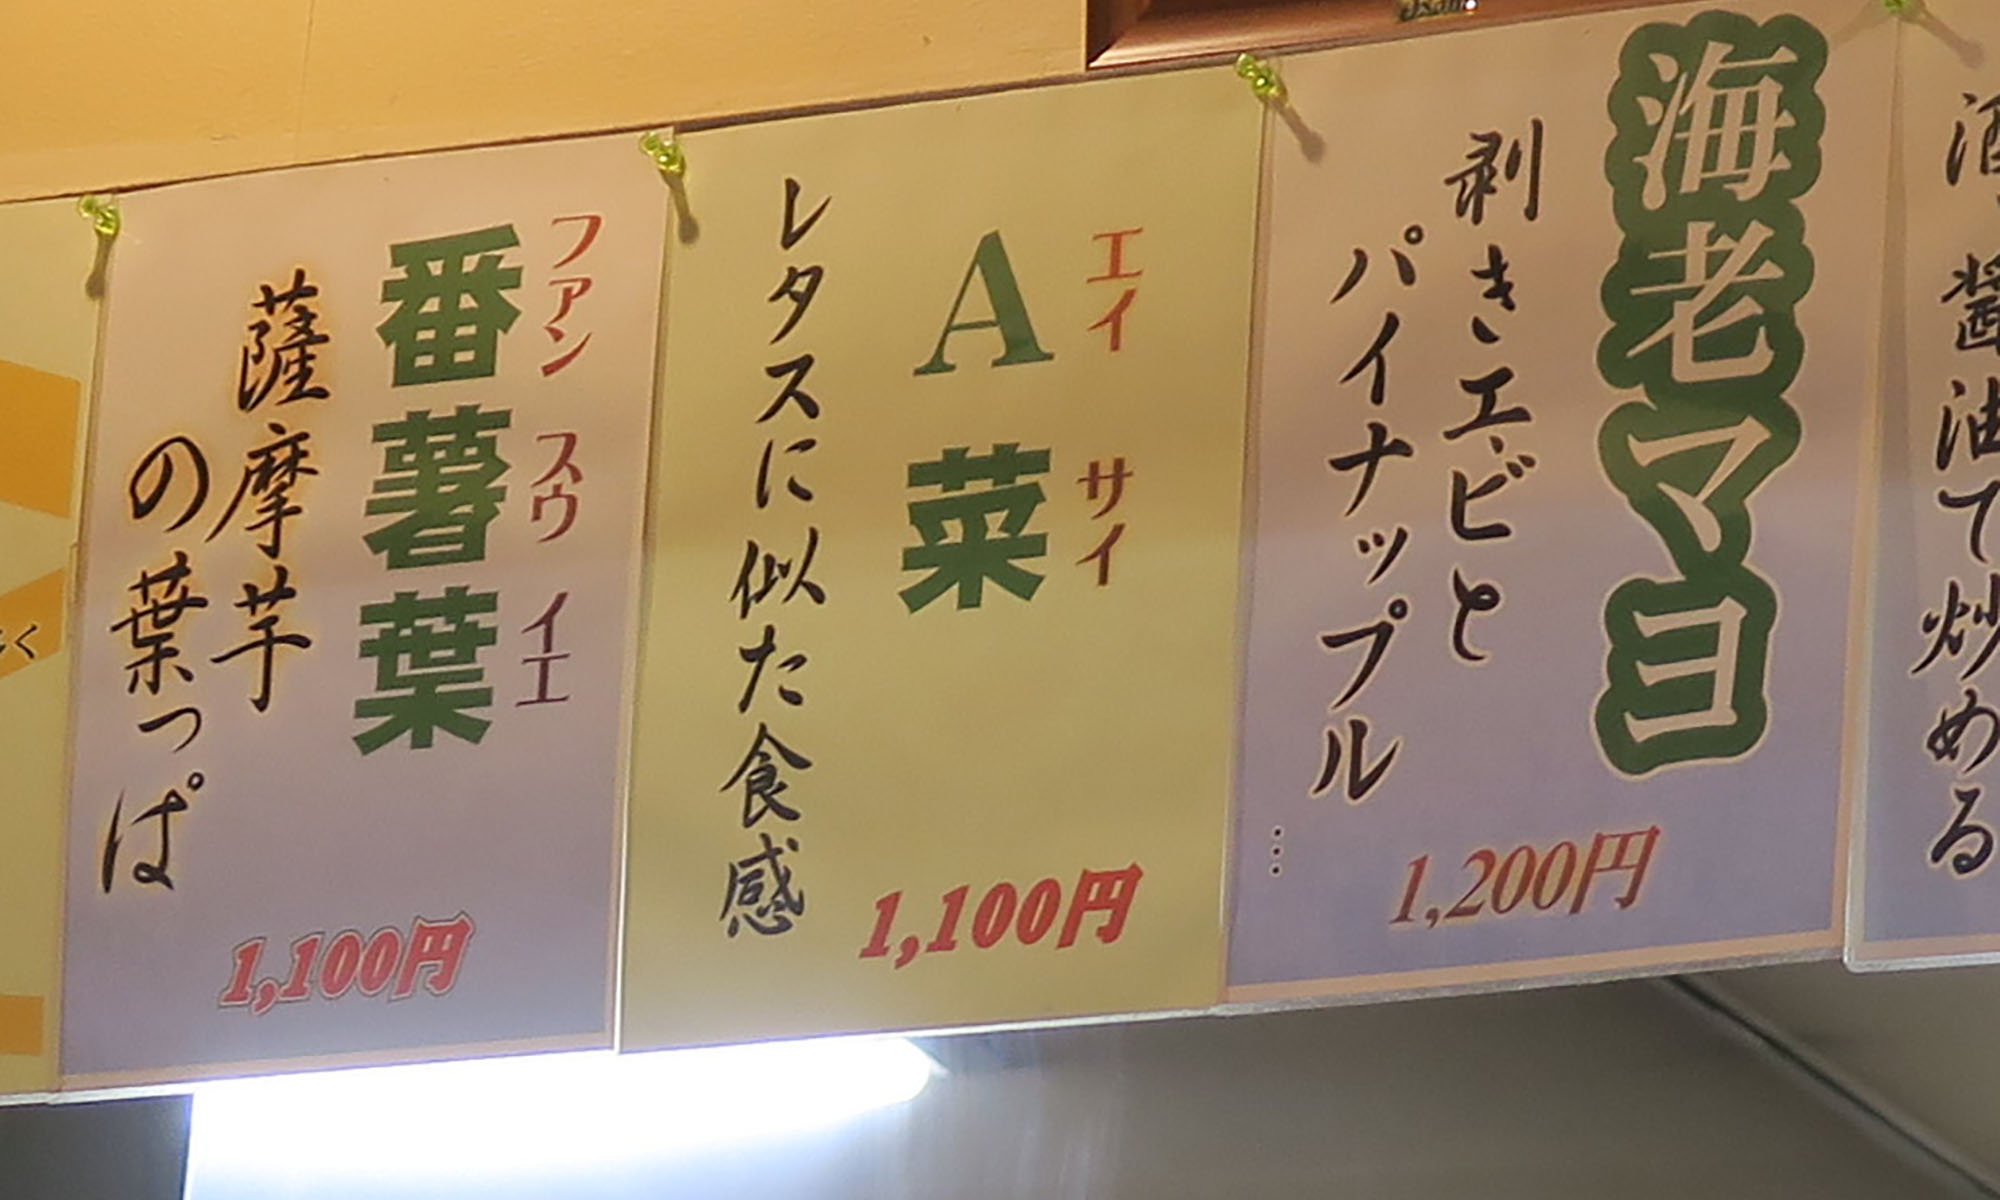 海老マヨ
剥きエビと
パイナップル
…
1,200円
エイ サイ
A菜
レタスに似た食感
1,100円
ファン スウ イエ
番薯葉
薩摩芋
の葉っぱ
1,100円
醤油で炒める
く